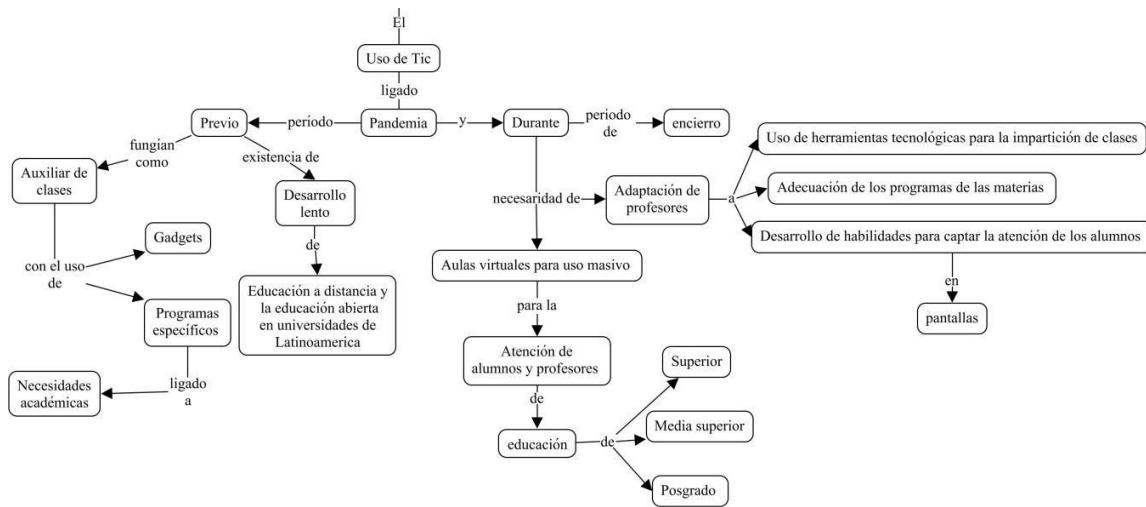 El
Uso de Tic
ligado
Previo
período
Pandemia
y
Durante
periodo
de
encierro
fungían
como
existencia de
Auxiliar de
clases
Desarrollo
lento
con el uso
de
Gadgets
Programas
específicos
ligado
a
Necesidades
académicas
de
Educación a distancia y
la educación abierta
en universidades de
Latinoamerica
necesaridad de
Adaptación de
profesores
a
Uso de herramientas tecnológicas para la impartición de clases
Adecuación de los programas de las materias
Desarrollo de habilidades para captar la atención de los alumnos
en
pantallas
Aulas virtuales para uso masivo
para la
Atención de
alumnos y profesores
de
educación
de
Superior
Media superior
Posgrado